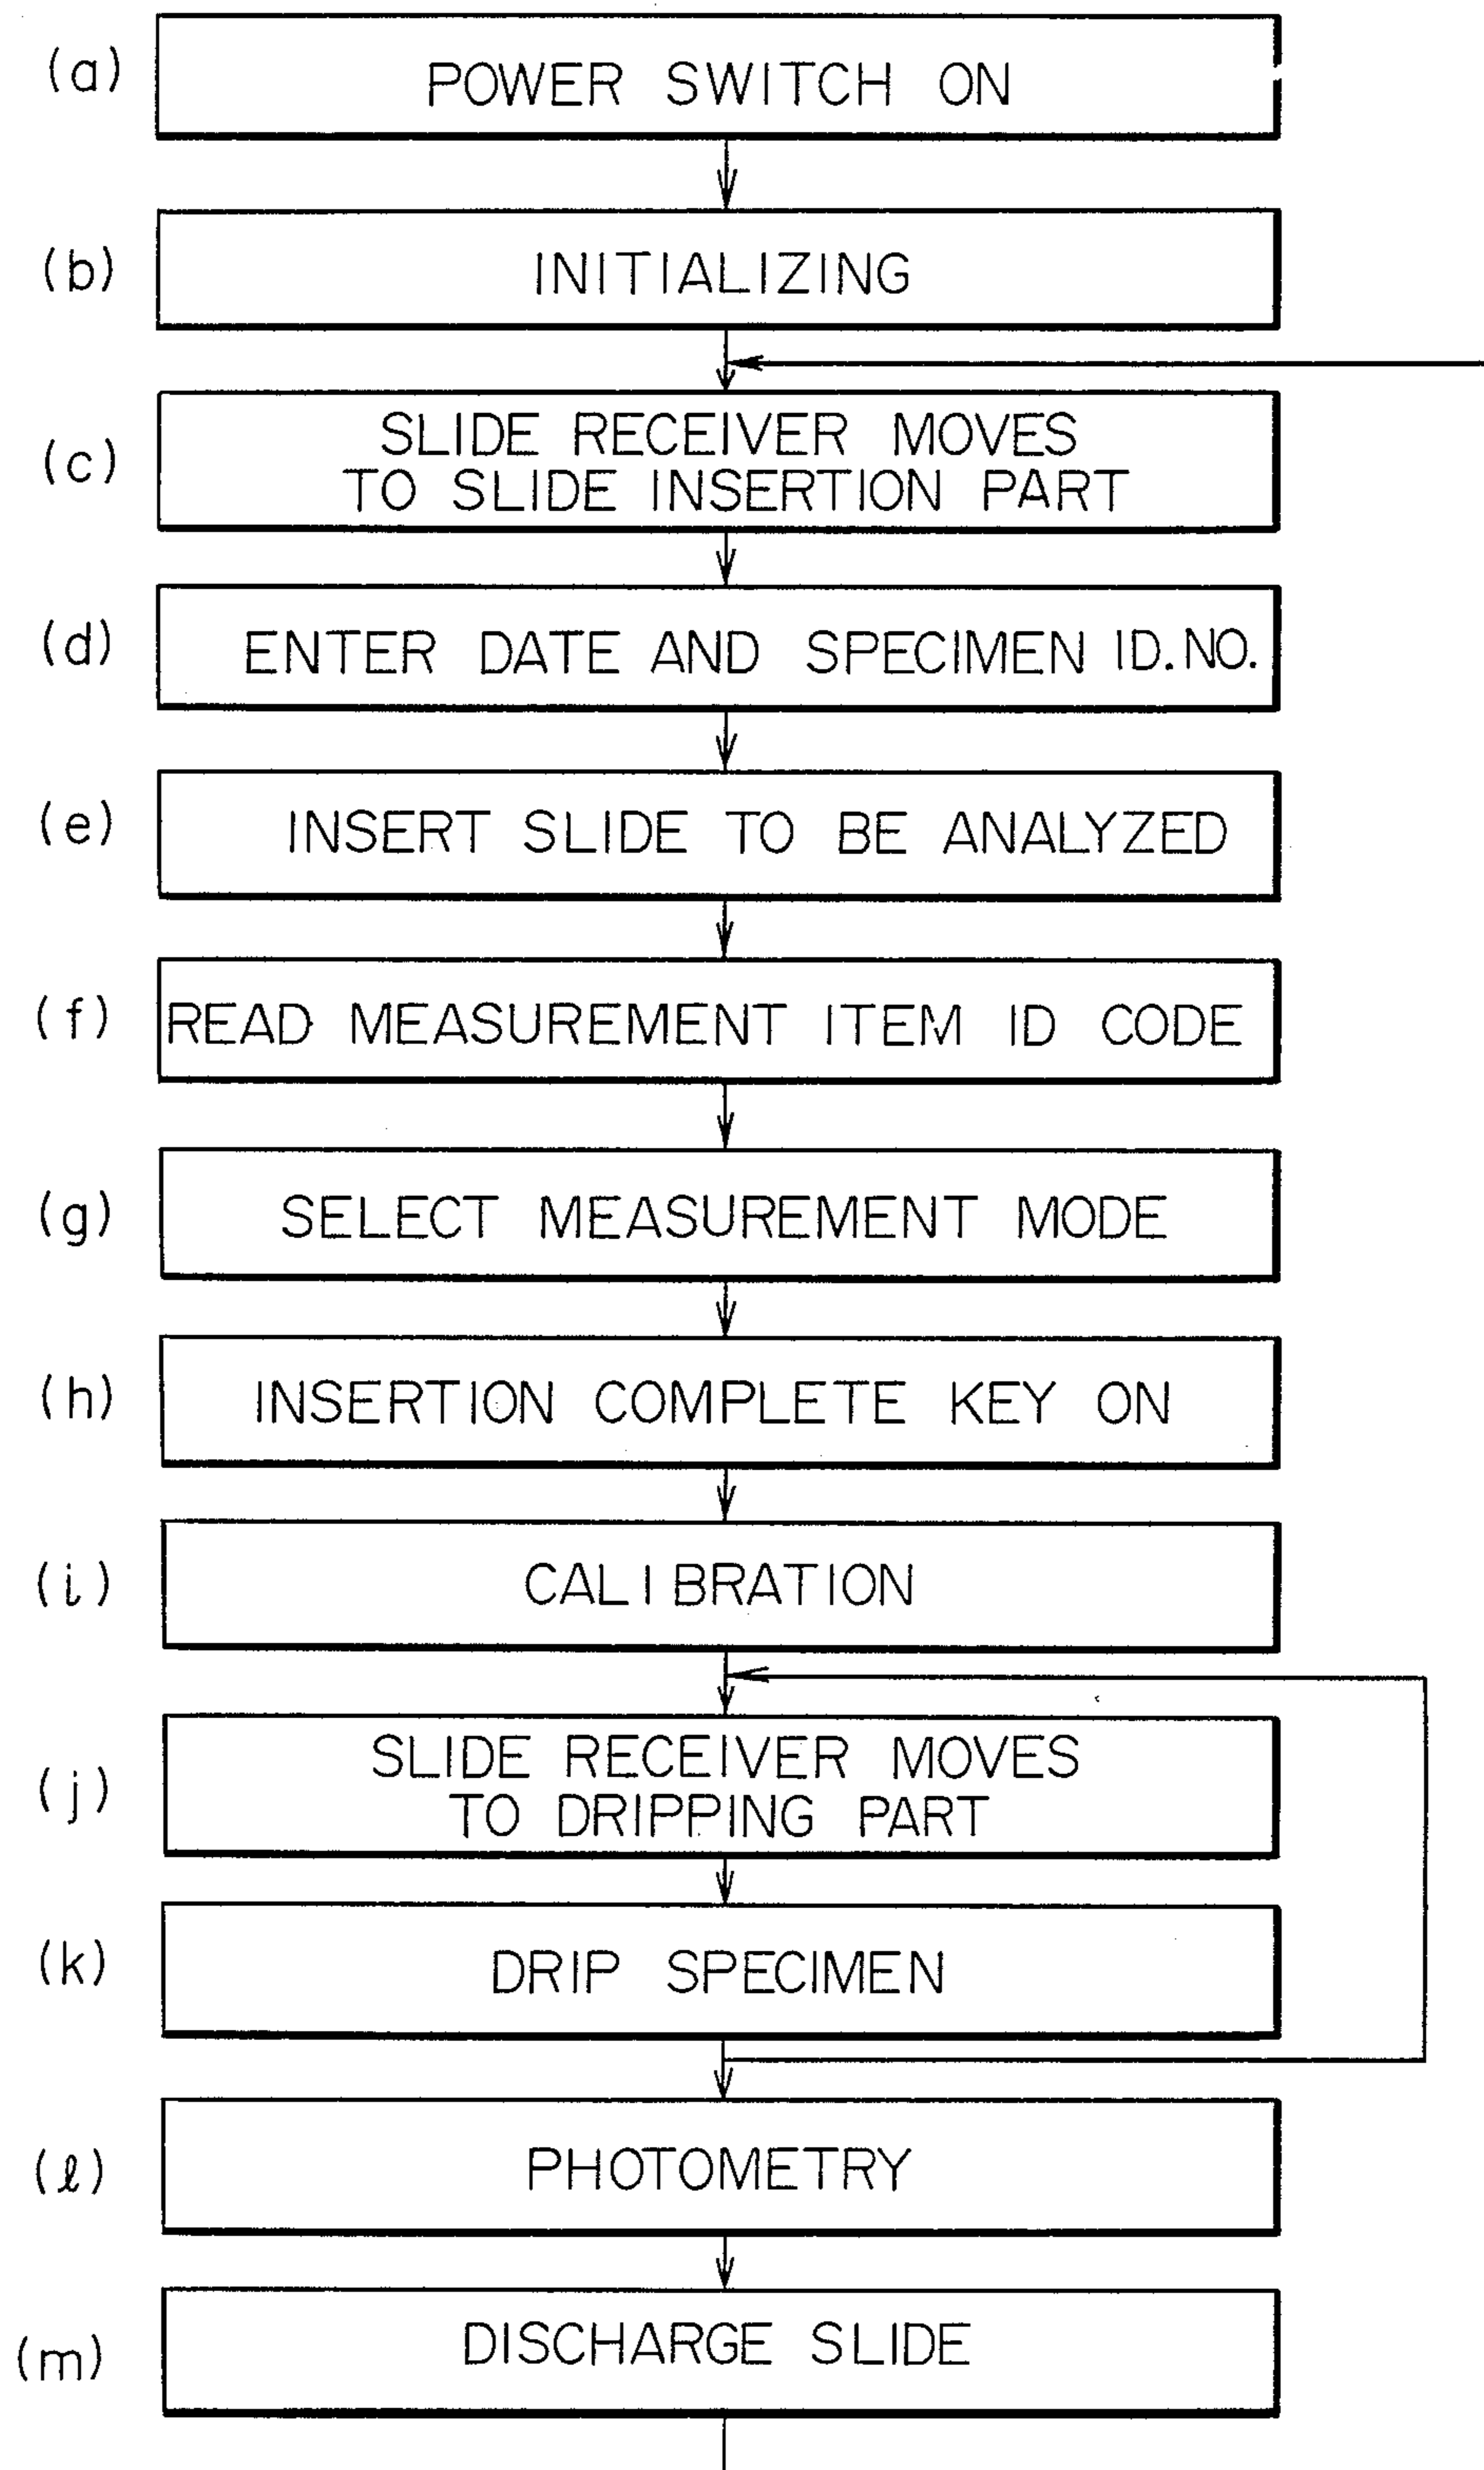 (a) POWER SWITCH ON
(b) INITIALIZING
(c) SLIDE RECEIVER MOVES
TO SLIDE INSERTION PART
(d) ENTER DATE AND SPECIMEN ID.NO.
(e) INSERT SLIDE TO BE ANALYZED
(f) READ MEASUREMENT ITEM ID CODE
(g) SELECT MEASUREMENT MODE
(h) INSERTION COMPLETE KEY ON
(i) CALIBRATION
(j) SLIDE RECEIVER MOVES
TO DRIPPING PART
(k) DRIP SPECIMEN
(ℓ) PHOTOMETRY
(m) DISCHARGE SLIDE